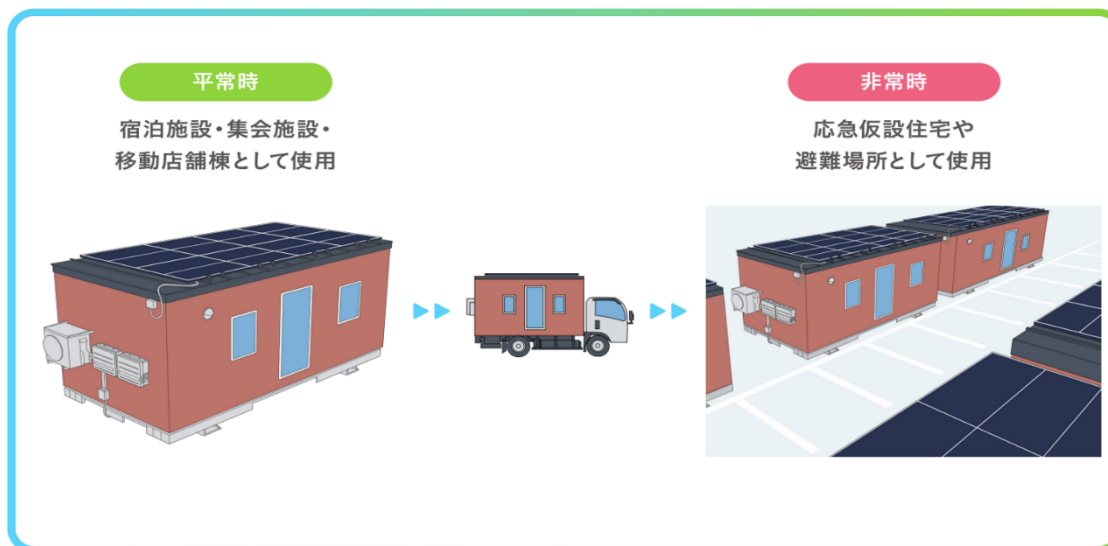 平常時
宿泊施設・集会施設・
移動店舗棟として使用
非常時
応急仮設住宅や
避難場所として使用